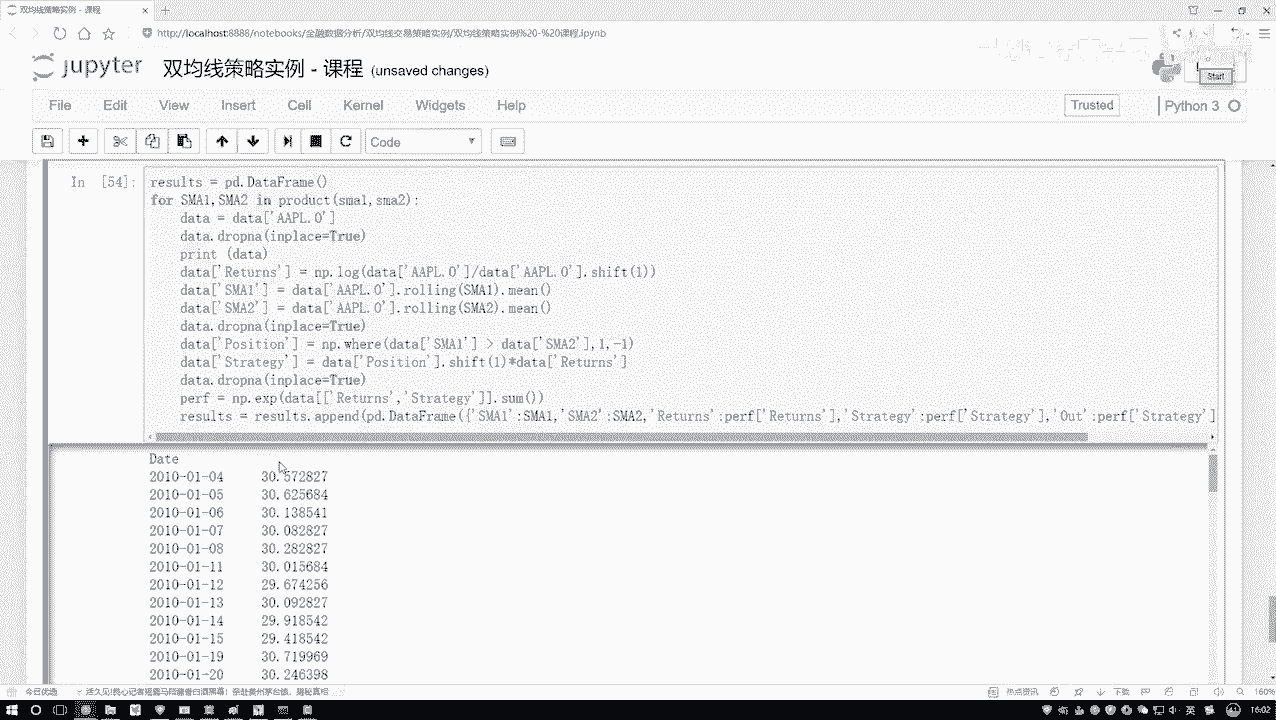 双均线策略实例 - 课程
http://localhost:8888/notebooks/金融数据分析/双均线交易策略实例/双均线策略实例%20-%20课程.ipynb
jupyter 双均线策略实例 - 课程 (unsaved changes)
Start
File Edit View Insert Cell Kernel Widgets Help
Trusted
Python 3
Code
In [54]:
results = pd.DataFrame()
for SMA1,SMA2 in product(sma1,sma2):
data = data['AAPL.O']
data.dropna(inplace=True)
print (data)
data['Returns'] = np.log(data['AAPL.O']/data['AAPL.O'].shift(1))
data['SMA1'] = data['AAPL.O'].rolling(SMA1).mean()
data['SMA2'] = data['AAPL.O'].rolling(SMA2).mean()
data.dropna(inplace=True)
data['Position'] = np.where(data['SMA1'] > data['SMA2'],1,-1)
data['Strategy'] = data['Position'].shift(1)*data['Returns']
data.dropna(inplace=True)
perf = np.exp(data[['Returns','Strategy']].sum())
results = results.append(pd.DataFrame({'SMA1':SMA1,'SMA2':SMA2,'Returns':perf['Returns'],'Strategy':perf['Strategy'],'Out':perf['Strategy']
Date
2010-01-04 30.572827
2010-01-05 30.625684
2010-01-06 30.138541
2010-01-07 30.082827
2010-01-08 30.282827
2010-01-11 30.015684
2010-01-12 29.674256
2010-01-13 30.092827
2010-01-14 29.918542
2010-01-15 29.418542
2010-01-19 30.719969
2010-01-20 30.246398
今日优选
热点资讯
下载
160%
英
16:02